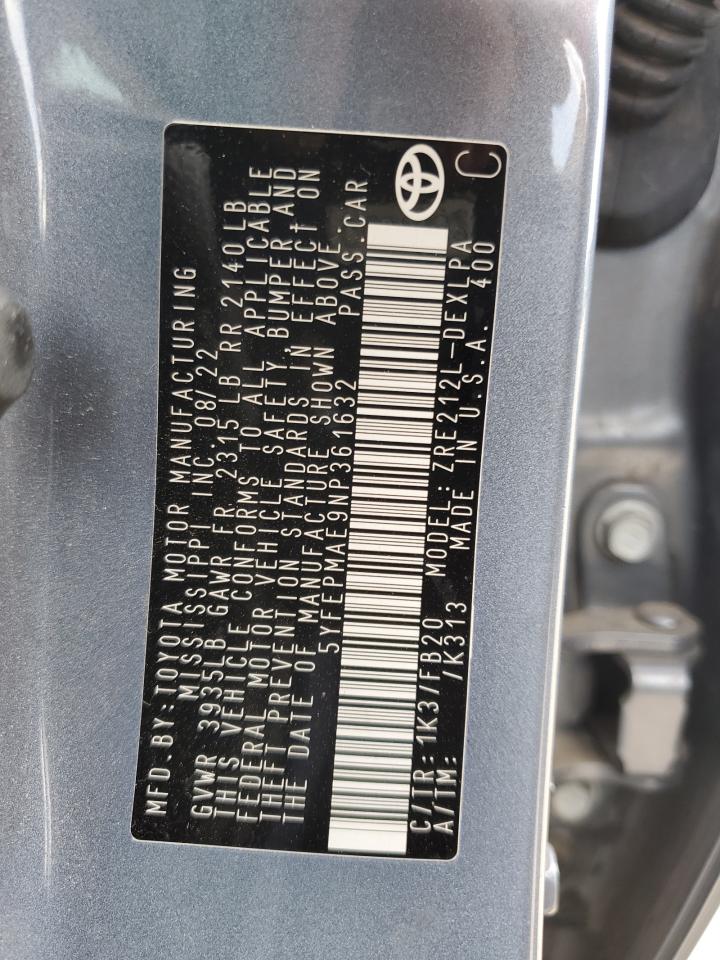 MFD.BY:TOYOTA MOTOR MANUFACTURING
MISSISSIPPI INC. 08/22
GVWR 3935LB GAWR FR 2315 LB RR 2140LB
THIS VEHICLE CONFORMS TO ALL APPLICABLE
FEDERAL MOTOR VEHICLE SAFETY, BUMPER, AND
THEFT PREVENTION STANDARDS IN EFFECT ON
THE DATE OF MANUFACTURE SHOWN ABOVE.
5YFEPMAE9NP361632 PASS.CAR
C/TR:1K3/FB20 MODEL:ZRE212L-DEXLPA
A/TM: /K313 MADE IN U.S.A. 400
C